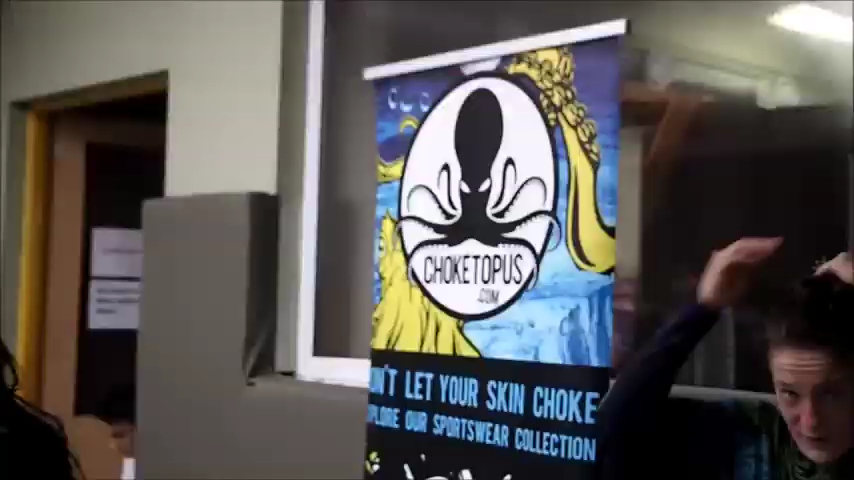 CHOKETOPUS
.COM
N'T LET YOUR SKIN CHOKE
PLORE OUR SPORTSWEAR COLLECTION